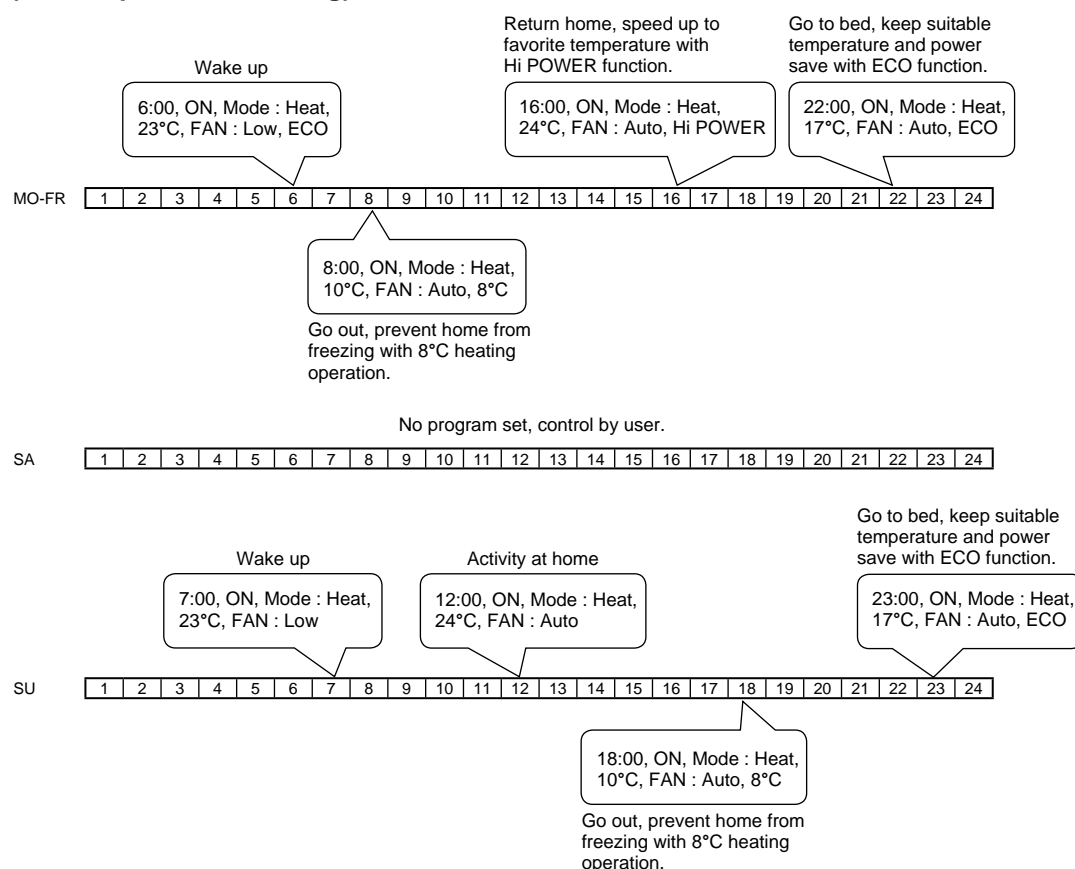 Wake up
6:00, ON, Mode : Heat,
23°C, FAN : Low, ECO
Return home, speed up to
favorite temperature with
Hi POWER function.
16:00, ON, Mode : Heat,
24°C, FAN : Auto, Hi POWER
Go to bed, keep suitable
temperature and power
save with ECO function.
22:00, ON, Mode : Heat,
17°C, FAN : Auto, ECO
MO-FR 1 2 3 4 5 6 7 8 9 10 11 12 13 14 15 16 17 18 19 20 21 22 23 24
8:00, ON, Mode : Heat,
10°C, FAN : Auto, 8°C
Go out, prevent home from
freezing with 8°C heating
operation.
No program set, control by user.
SA 1 2 3 4 5 6 7 8 9 10 11 12 13 14 15 16 17 18 19 20 21 22 23 24
Wake up
7:00, ON, Mode : Heat,
23°C, FAN : Low
Activity at home
12:00, ON, Mode : Heat,
24°C, FAN : Auto
Go to bed, keep suitable
temperature and power
save with ECO function.
23:00, ON, Mode : Heat,
17°C, FAN : Auto, ECO
SU 1 2 3 4 5 6 7 8 9 10 11 12 13 14 15 16 17 18 19 20 21 22 23 24
18:00, ON, Mode : Heat,
10°C, FAN : Auto, 8°C
Go out, prevent home from
freezing with 8°C heating
operation.